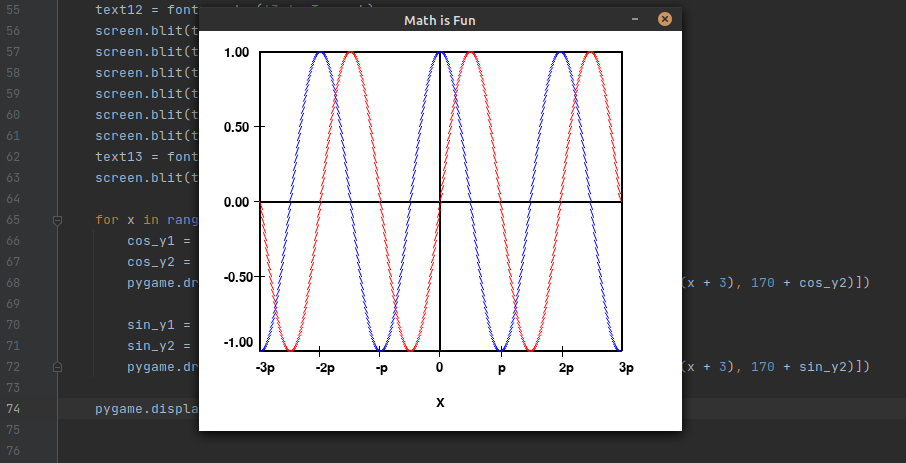 Math is Fun
55 text12 = font
56 screen.blit(t
57 screen.blit(t
58 screen.blit(t
59 screen.blit(t
60 screen.blit(t
61 screen.blit(t
62 text13 = font
63 screen.blit(t
64
65 for x in rang
66 cos_y1 =
67 cos_y2 =
68 pygame.dr (x + 3), 170 + cos_y2)])
69
70 sin_y1 =
71 sin_y2 =
72 pygame.dr (x + 3), 170 + sin_y2)])
73
74 pygame.displa
75
76
1.00
0.50
0.00
-0.50
-1.00
-3p -2p -p 0 p 2p 3p
X